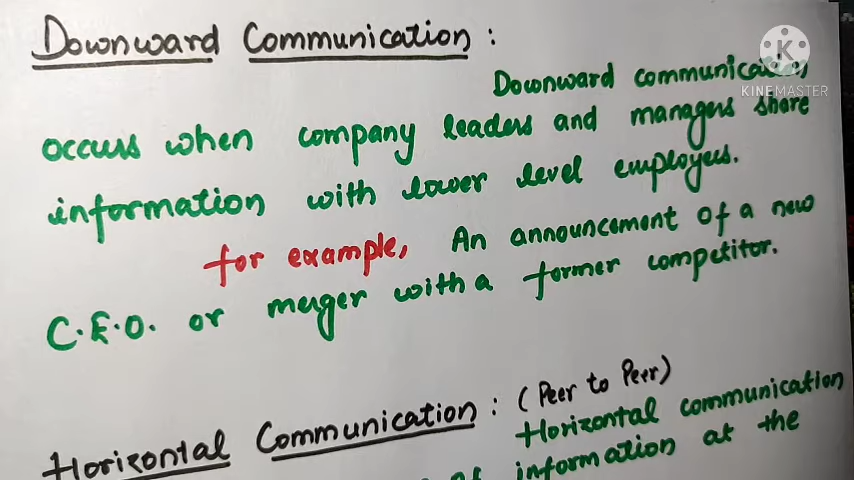 Downward Communication :
Downward communication
occurs when company leaders and managers share
information with lower level employees.
for example, An announcement of a new
C.E.O. or merger with a former competitor.
Horizontal Communication : (Peer to Peer)
Horizontal communication
of information at the
K
KINEMASTER